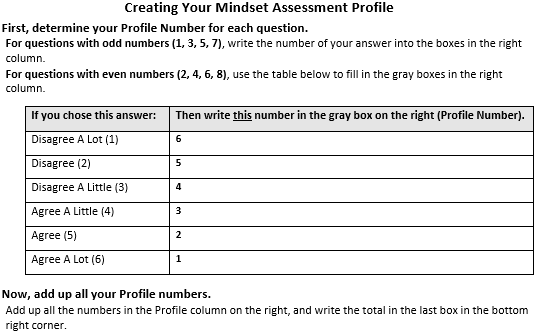 Creating Your Mindset Assessment Profile
First, determine your Profile Number for each question.
For questions with odd numbers (1, 3, 5, 7), write the number of your answer into the boxes in the right
column.
For questions with even numbers (2, 4, 6, 8), use the table below to fill in the gray boxes in the right
column.
If you chose this answer: Then write this number in the gray box on the right (Profile Number).
Disagree A Lot (1) 6
Disagree (2) 5
Disagree A Little (3) 4
Agree A Little (4) 3
Agree (5) 2
Agree A Lot (6) 1
Now, add up all your Profile numbers.
Add up all the numbers in the Profile column on the right, and write the total in the last box in the bottom
right corner.